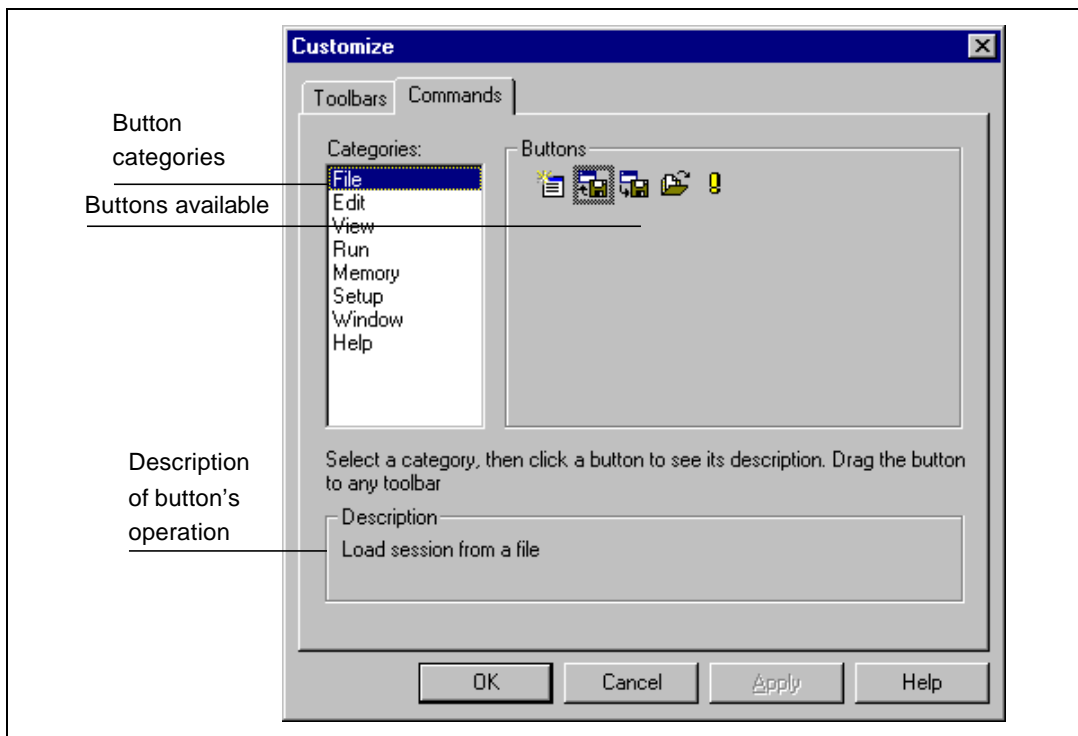 Customize
Toolbars Commands
Button
categories
Buttons available
Categories:
File
Edit
View
Run
Memory
Setup
Window
Help
Buttons
Select a category, then click a button to see its description. Drag the button
to any toolbar
Description
of button’s
operation
Description
Load session from a file
OK Cancel Apply Help